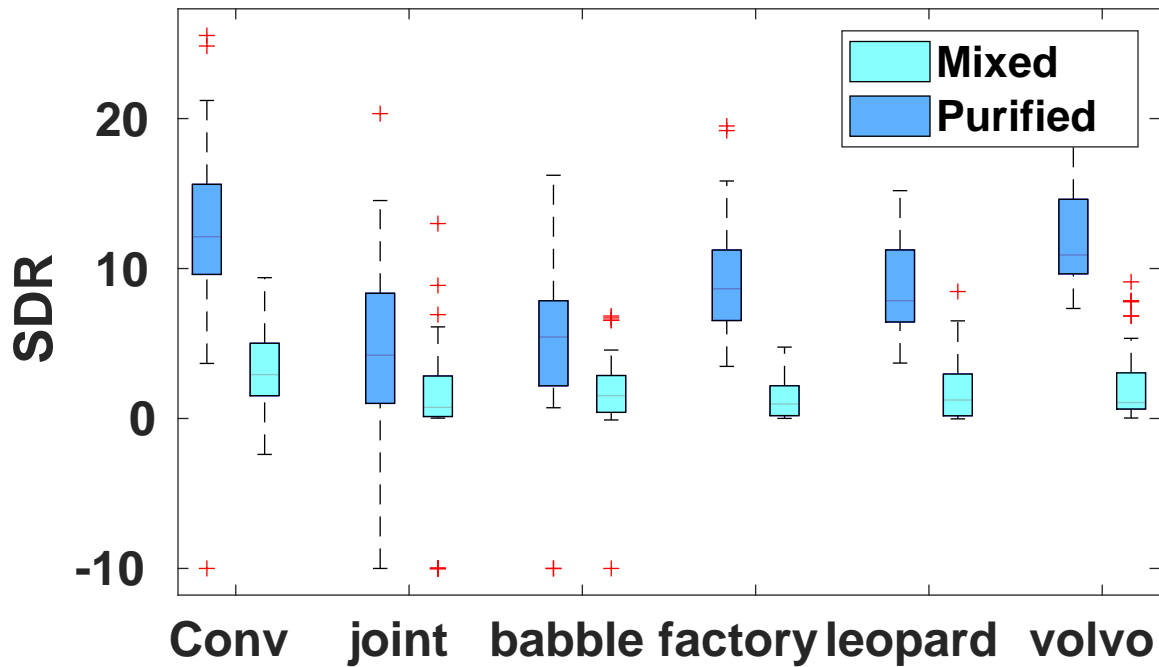 Mixed
Purified
20
10
0
-10
SDR
Conv joint babble factory leopard volvo